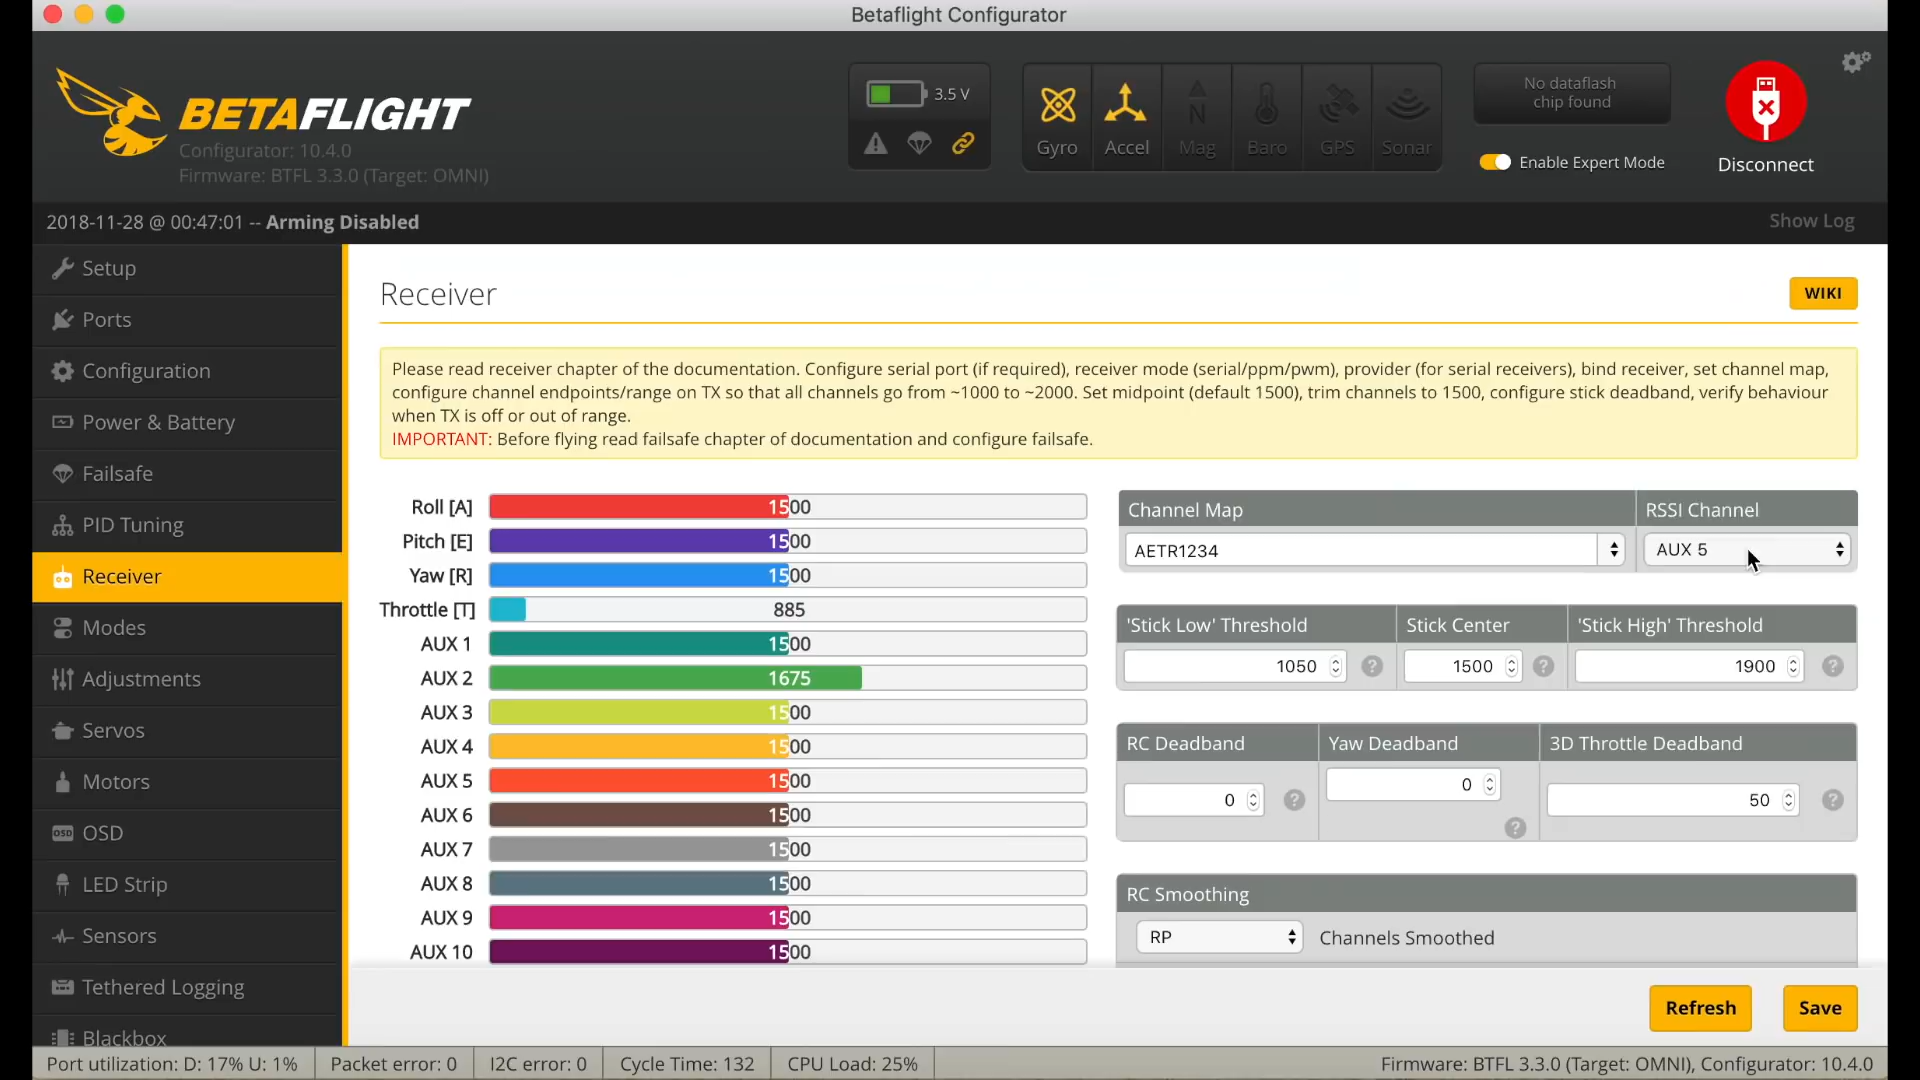 Betaflight Configurator
BETAFLIGHT
Configurator: 10.4.0
Firmware: BTFL 3.3.0 (Target: OMNI)
3.5 V
Gyro
Accel
N
Mag
Baro
GPS
Sonar
No dataflash
chip found
Enable Expert Mode
Disconnect
2018-11-28 @ 00:47:01 -- Arming Disabled
Show Log
Setup
Ports
Configuration
Power & Battery
Failsafe
PID Tuning
Receiver
Modes
Adjustments
Servos
Motors
OSD
OSD
LED Strip
Sensors
Tethered Logging
Blackbox
Receiver
WIKI
Please read receiver chapter of the documentation. Configure serial port (if required), receiver mode (serial/ppm/pwm), provider (for serial receivers), bind receiver, set channel map,
configure channel endpoints/range on TX so that all channels go from ~1000 to ~2000. Set midpoint (default 1500), trim channels to 1500, configure stick deadband, verify behaviour
when TX is off or out of range.
IMPORTANT: Before flying read failsafe chapter of documentation and configure failsafe.
Roll [A] 1500
Pitch [E] 1500
Yaw [R] 1500
Throttle [T] 885
AUX 1 1500
AUX 2 1675
AUX 3 1500
AUX 4 1500
AUX 5 1500
AUX 6 1500
AUX 7 1500
AUX 8 1500
AUX 9 1500
AUX 10 1500
Channel Map RSSI Channel
AETR1234 AUX 5
'Stick Low' Threshold Stick Center 'Stick High' Threshold
1050 ? 1500 ? 1900 ?
RC Deadband Yaw Deadband 3D Throttle Deadband
0 ? 0 ? 50 ?
RC Smoothing
RP Channels Smoothed
Refresh Save
Port utilization: D: 17% U: 1% Packet error: 0 I2C error: 0 Cycle Time: 132 CPU Load: 25% Firmware: BTFL 3.3.0 (Target: OMNI), Configurator: 10.4.0